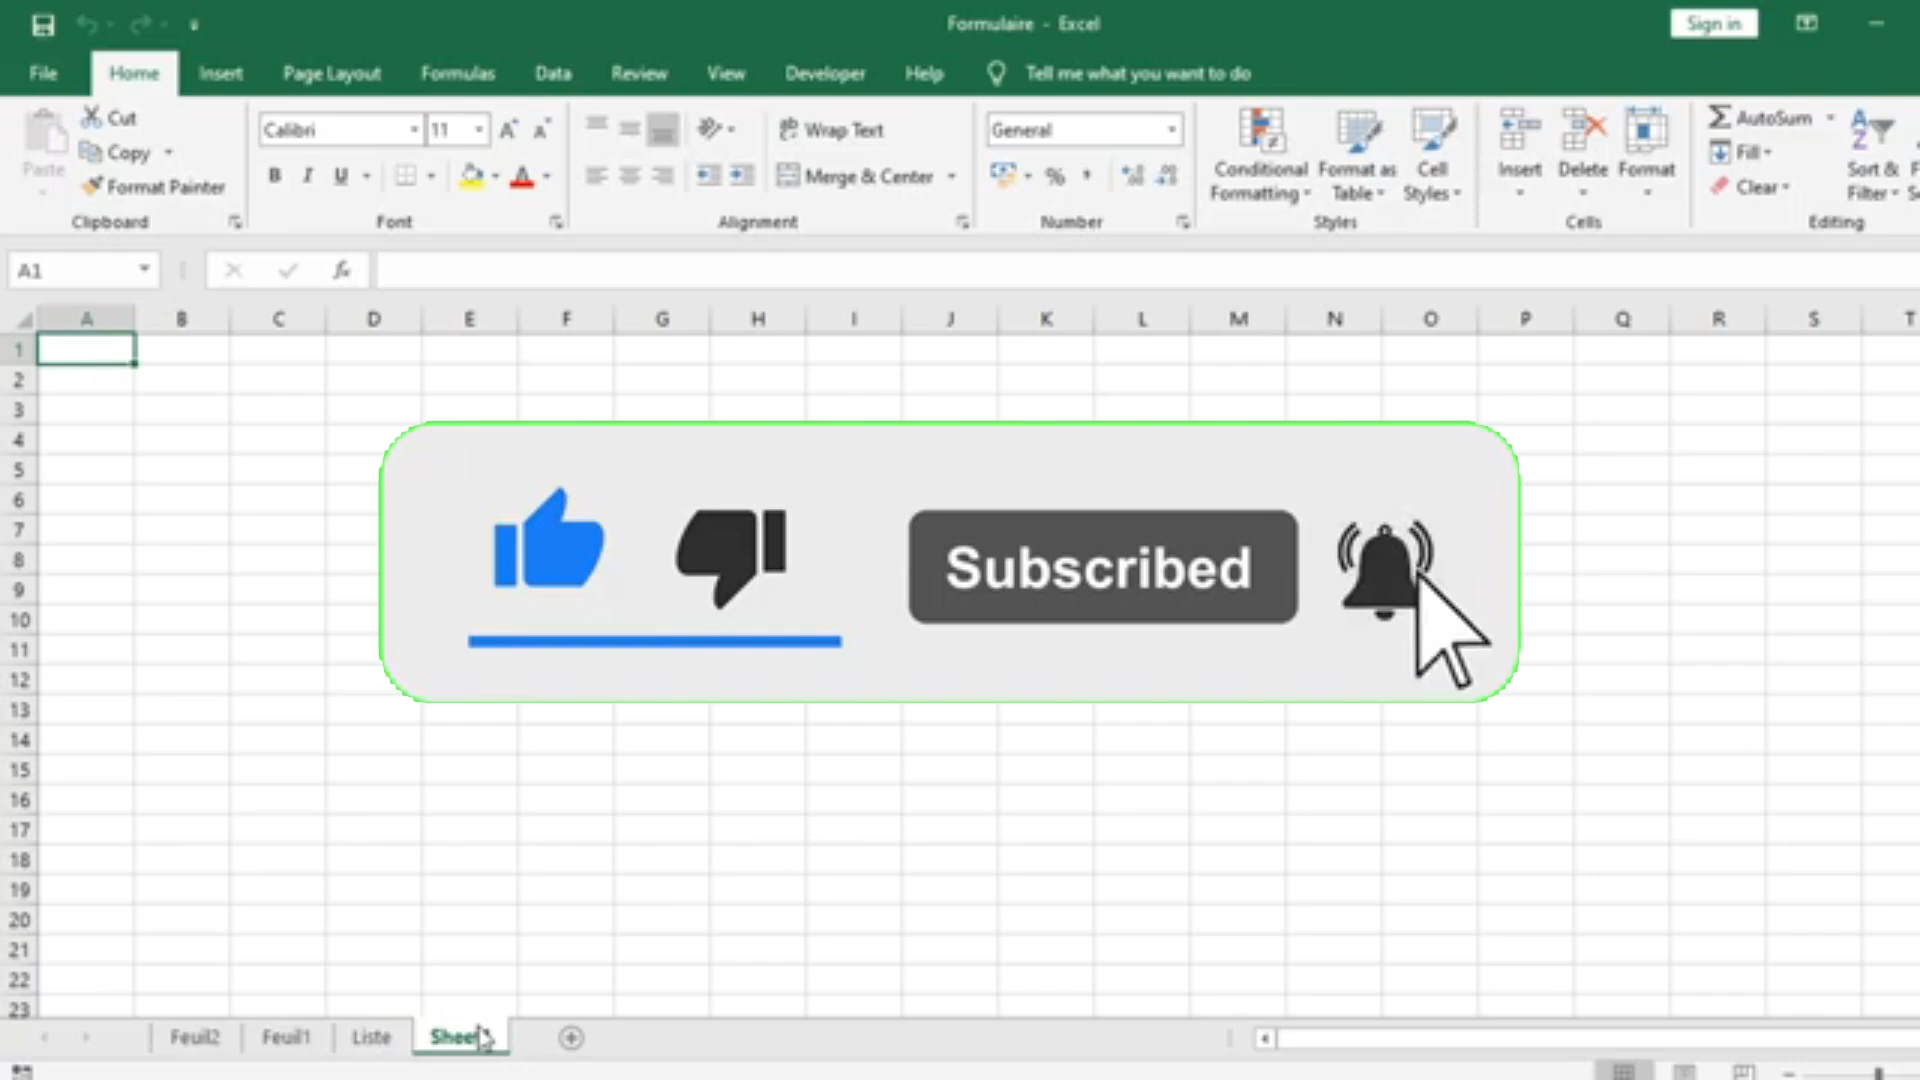 Formulaire - Excel
Sign in
File Home Insert Page Layout Formulas Data Review View Developer Help Tell me what you want to do
Paste
Cut
Copy
Format Painter
Clipboard
Calibri 11
B I U
Font
Wrap Text
Merge & Center
Alignment
General
%
Number
Conditional Formatting
Format as Table
Cell Styles
Styles
Insert Delete Format
Cells
AutoSum
Fill
Clear
Sort &
Filter
Editing
A1
fx
A B C D E F G H I J K L M N O P Q R S T
1
2
3
4
5
6
7
8
9
10
11
12
13
14
15
16
17
18
19
20
21
22
23
Subscribed
Feuil2 Feuil1 Liste